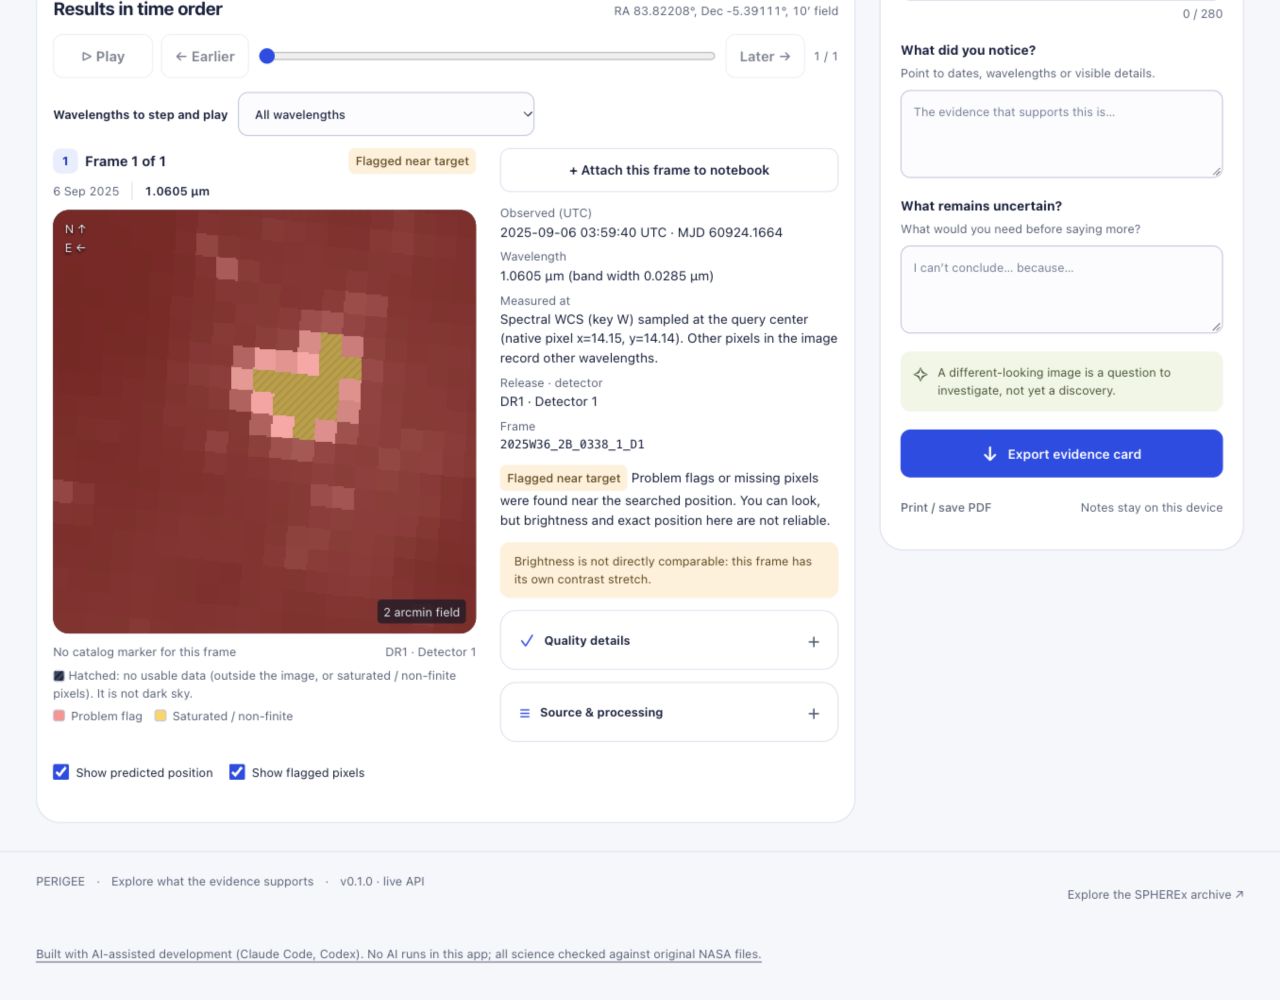 Results in time order
RA 83.82208°, Dec -5.39111°, 10′ field
▷ Play
← Earlier
Later →
1 / 1
Wavelengths to step and play
All wavelengths
1 Frame 1 of 1
Flagged near target
6 Sep 2025
1.0605 µm
N ↑
E ←
2 arcmin field
No catalog marker for this frame
DR1 · Detector 1
Hatched: no usable data (outside the image, or saturated / non-finite
pixels). It is not dark sky.
Problem flag
Saturated / non-finite
Show predicted position
Show flagged pixels
+ Attach this frame to notebook
Observed (UTC)
2025-09-06 03:59:40 UTC · MJD 60924.1664
Wavelength
1.0605 µm (band width 0.0285 µm)
Measured at
Spectral WCS (key W) sampled at the query center
(native pixel x=14.15, y=14.14). Other pixels in the image
record other wavelengths.
Release · detector
DR1 · Detector 1
Frame
2025W36_2B_0338_1_D1
Flagged near target Problem flags or missing pixels
were found near the searched position. You can look,
but brightness and exact position here are not reliable.
Brightness is not directly comparable: this frame has
its own contrast stretch.
Quality details
+
Source & processing
+
0 / 280
What did you notice?
Point to dates, wavelengths or visible details.
The evidence that supports this is...
What remains uncertain?
What would you need before saying more?
I can't conclude... because...
A different-looking image is a question to
investigate, not yet a discovery.
↓ Export evidence card
Print / save PDF
Notes stay on this device
PERIGEE · Explore what the evidence supports · v0.1.0 · live API
Explore the SPHEREx archive ↗
Built with AI-assisted development (Claude Code, Codex). No AI runs in this app; all science checked against original NASA files.